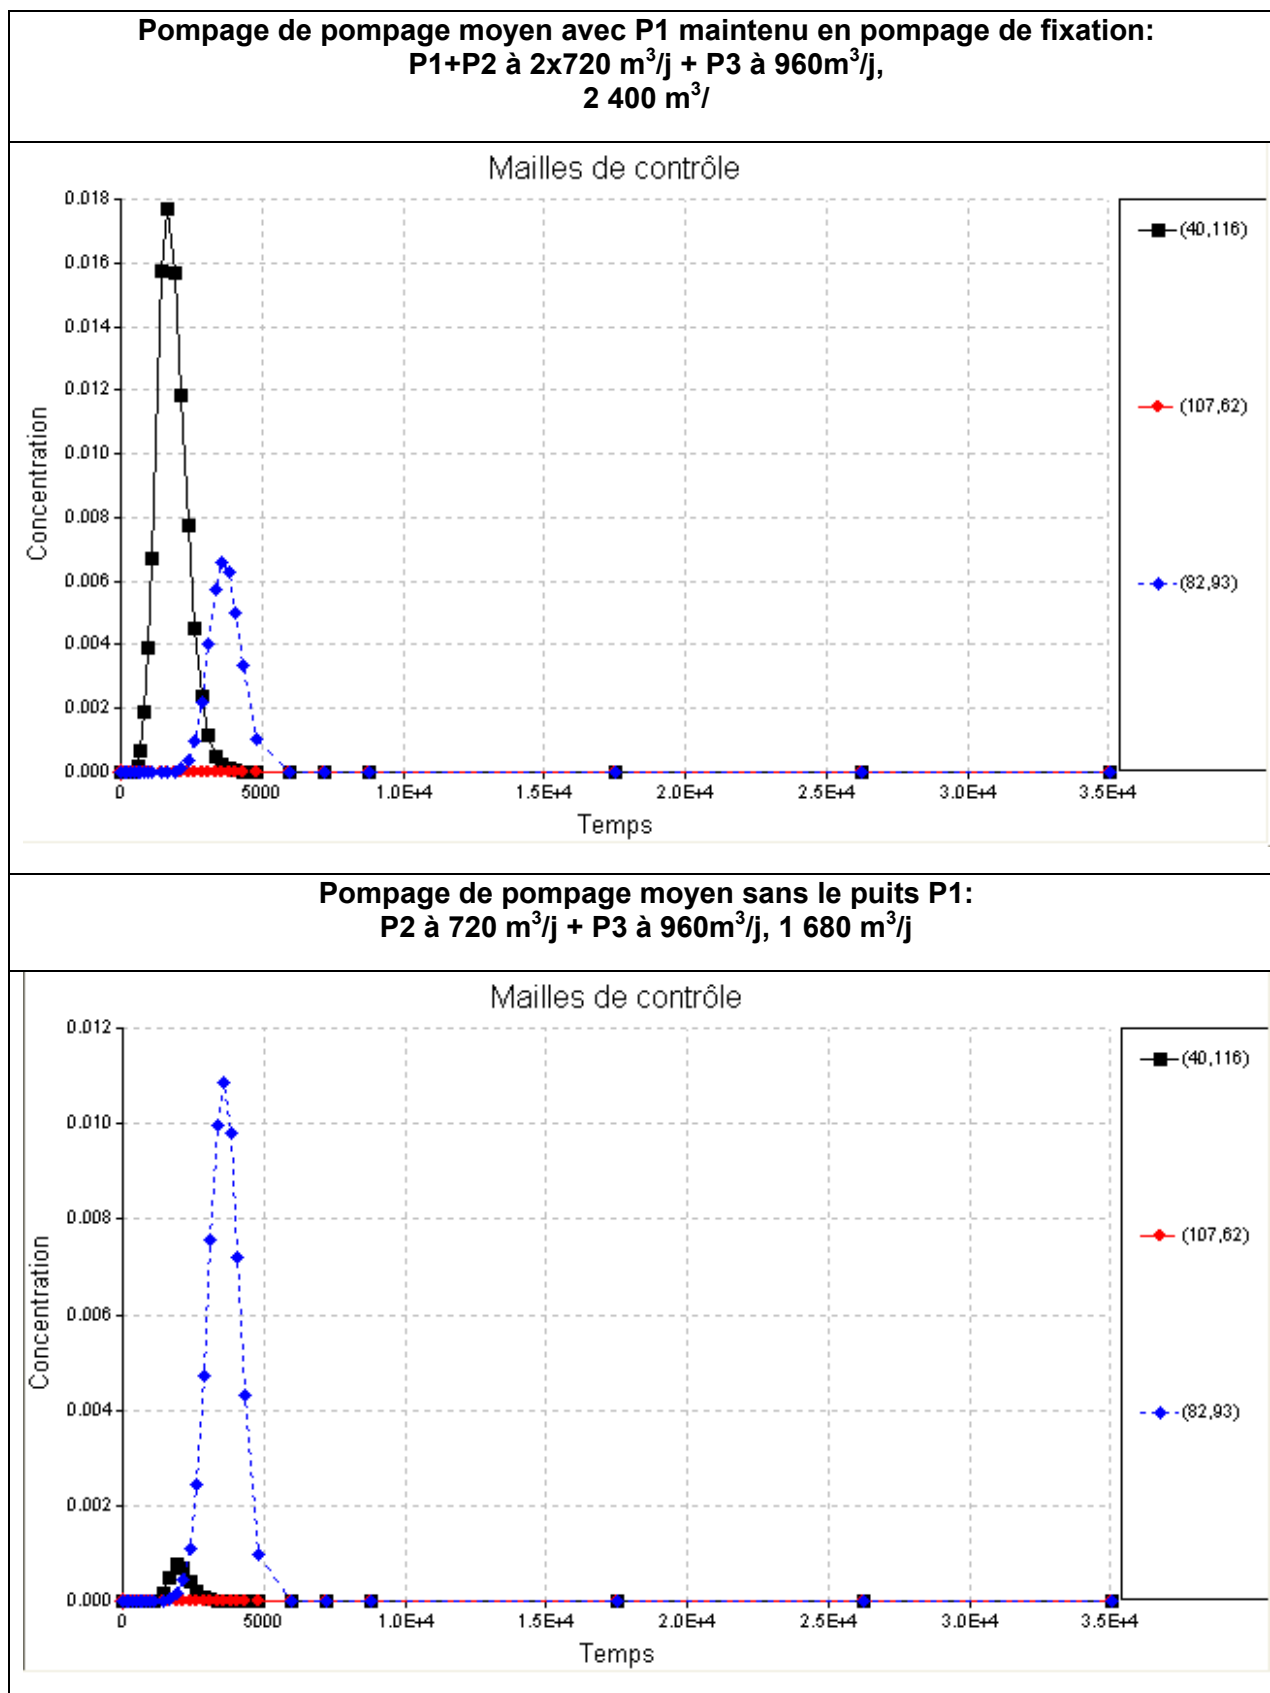 Pompage de pompage moyen avec P1 maintenu en pompage de fixation:
P1+P2 à 2x720 m³/j + P3 à 960m³/j,
2 400 m³/
Mailles de contrôle
0.018
0.016
0.014
0.012
0.010
0.008
0.006
0.004
0.002
0.000
Concentration
0
5000
1.0E+4
1.5E+4
2.0E+4
2.5E+4
3.0E+4
3.5E+4
Temps
(40,116)
(107,62)
(82,93)
Pompage de pompage moyen sans le puits P1:
P2 à 720 m³/j + P3 à 960m³/j, 1 680 m³/j
Mailles de contrôle
0.012
0.010
0.008
0.006
0.004
0.002
0.000
Concentration
0
5000
1.0E+4
1.5E+4
2.0E+4
2.5E+4
3.0E+4
3.5E+4
Temps
(40,116)
(107,62)
(82,93)